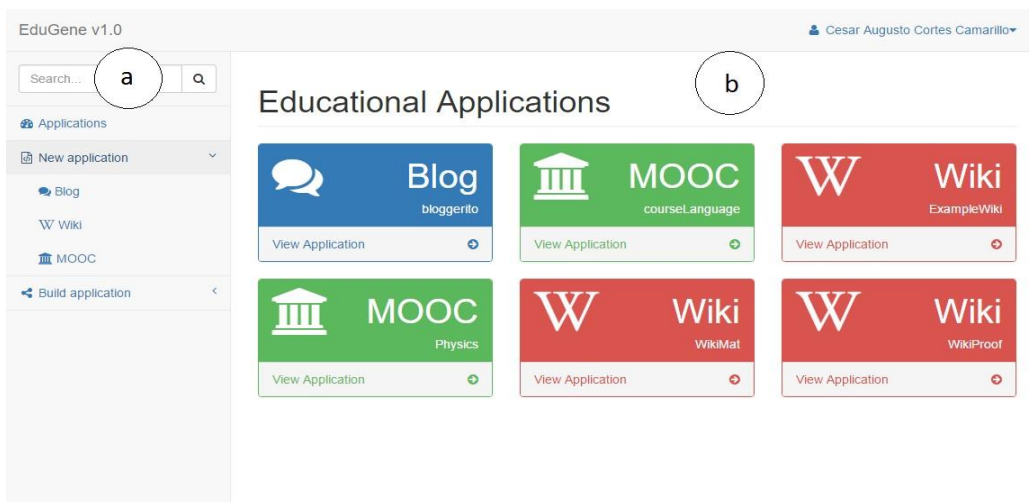 EduGene v1.0
Cesar Augusto Cortes Camarillo
Search...
a
b
Educational Applications
Applications
New application
Blog
Wiki
MOOC
Build application
Blog
bloggerito
View Application
MOOC
courseLanguage
View Application
W
Wiki
ExampleWiki
View Application
MOOC
Physics
View Application
W
Wiki
WikiMat
View Application
W
Wiki
WikiProof
View Application